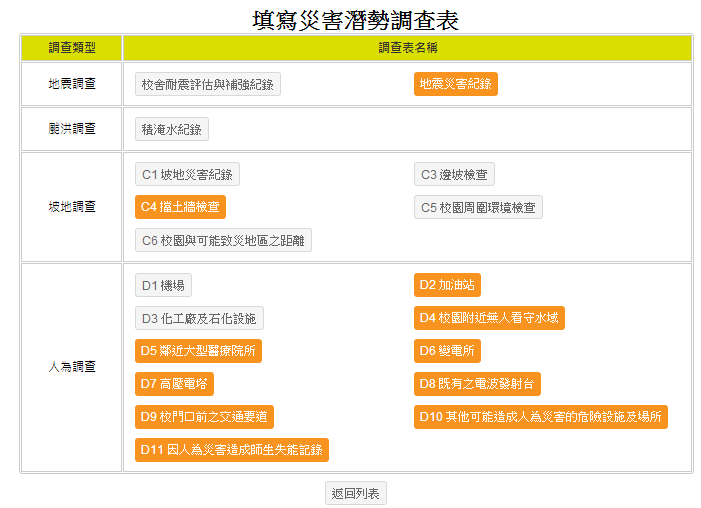 填寫災害潛勢調查表
調查類型 調查表名稱
地震調查 校舍耐震評估與補強紀錄 地震災害紀錄
颱洪調查 積淹水紀錄
坡地調查 C1 坡地災害紀錄 C3 邊坡檢查
C4 擋土牆檢查 C5 校園周圍環境檢查
C6 校園與可能致災地區之距離
人為調查 D1 機場 D2 加油站
D3 化工廠及石化設施 D4 校園附近無人看守水域
D5 鄰近大型醫療院所 D6 變電所
D7 高壓電塔 D8 既有之電波發射台
D9 校門口前之交通要道 D10 其他可能造成人為災害的危險設施及場所
D11 因人為災害造成師生失能記錄
返回列表